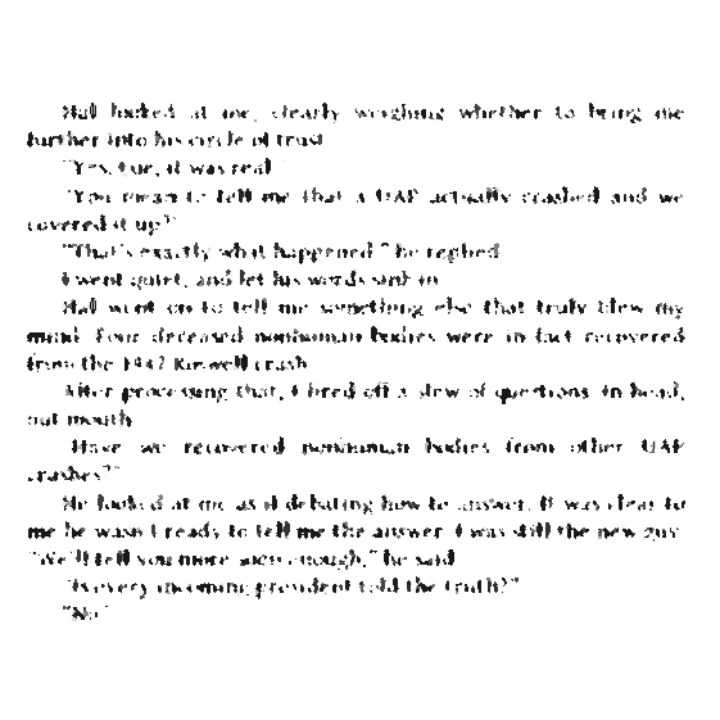 Hal looked at me, clearly weighing whether to bring me
further into his circle of trust.
"Yes, Lue, it was real."
"You mean to tell me that a UAP actually crashed and we
covered it up?"
"That's exactly what happened," he replied.
I went quiet, and let his words sink in.
Hal went on to tell me something else that truly blew my
mind. Four deceased nonhuman bodies were in fact recovered
from the 1947 Roswell crash.
After processing that, I fired off a slew of questions. In head,
out mouth.
"Have we recovered nonhuman bodies from other UAP
crashes?"
He looked at me as if debating how to answer. It was clear to
me he wasn't ready to tell me the answer. I was still the new guy.
"We'll tell you more soon enough," he said.
"Is every incoming president told the truth?"
"No."